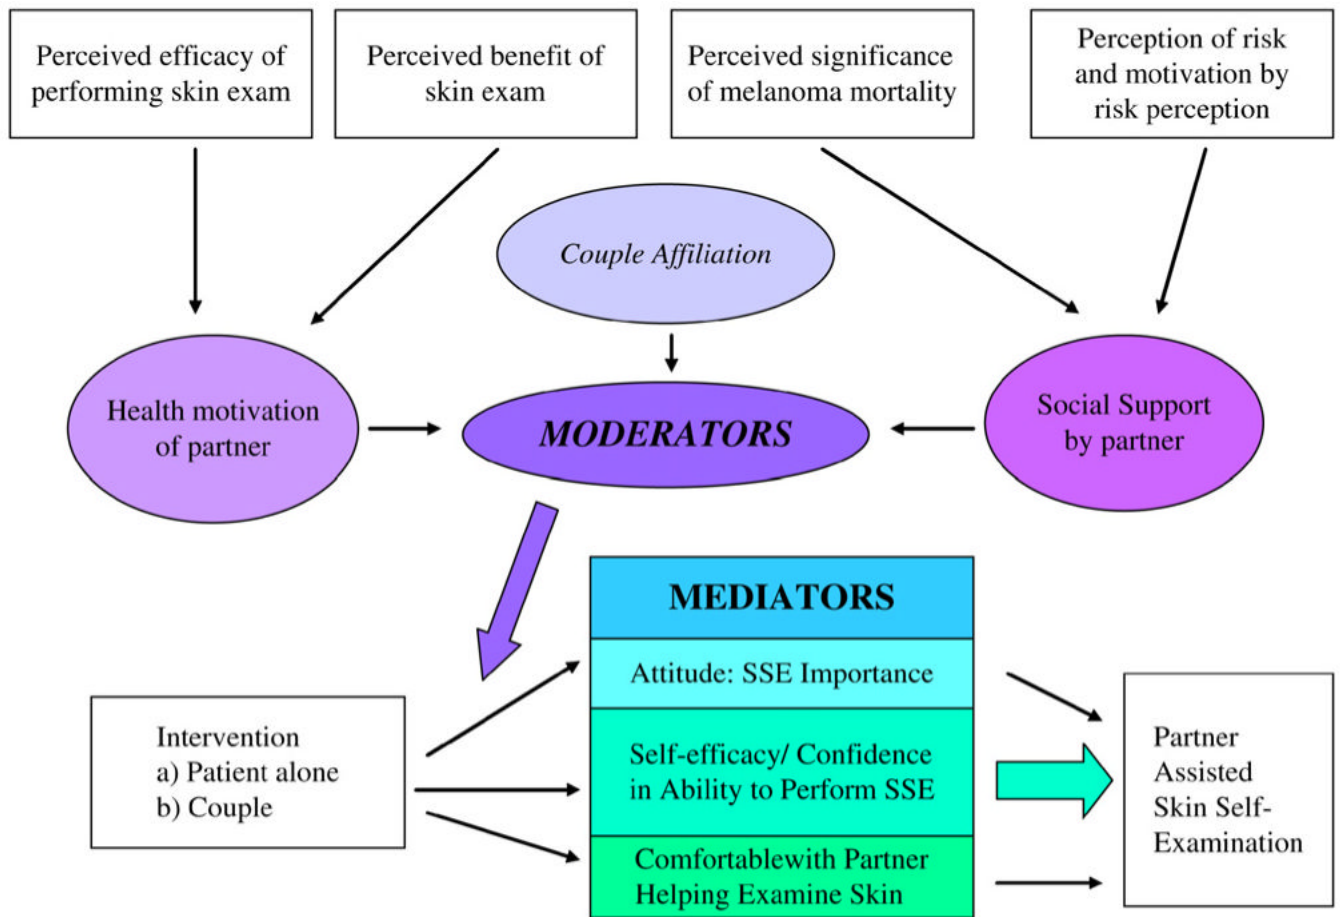 Perceived efficacy of
performing skin exam
Perceived benefit of
skin exam
Perceived significance
of melanoma mortality
Perception of risk
and motivation by
risk perception
Couple Affiliation
Health motivation
of partner
MODERATORS
Social Support
by partner
MEDIATORS
Attitude: SSE Importance
Self-efficacy/ Confidence
in Ability to Perform SSE
Comfortablewith Partner
Helping Examine Skin
Intervention
a) Patient alone
b) Couple
Partner
Assisted
Skin Self-
Examination